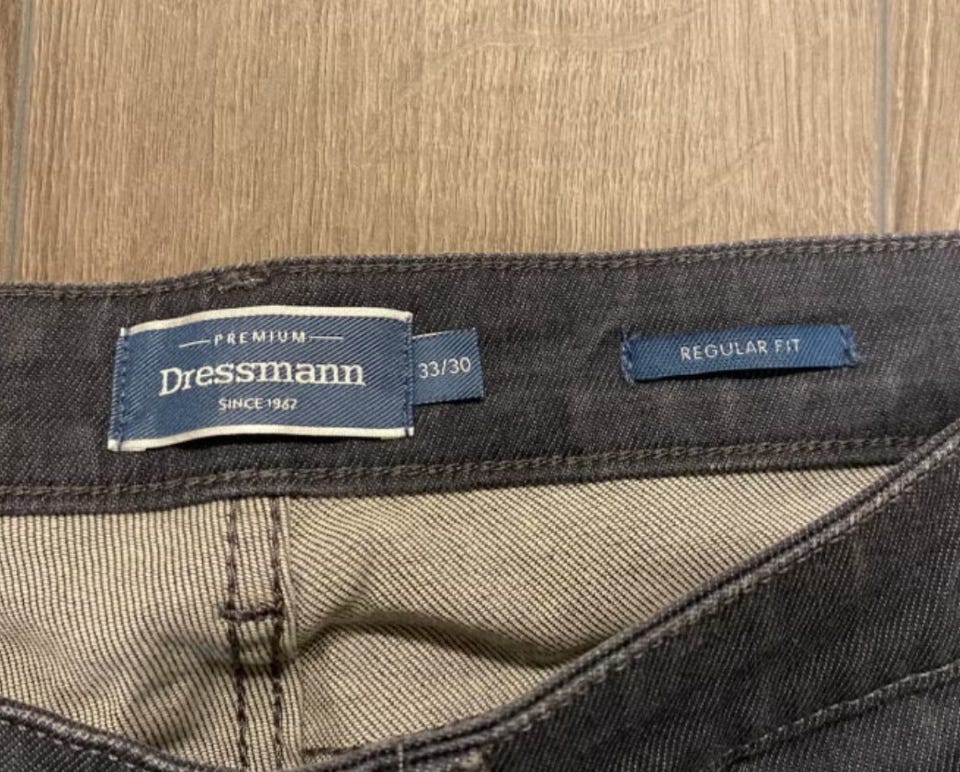 PREMIUM
Dressmann
SINCE 1967
33/30
REGULAR FIT